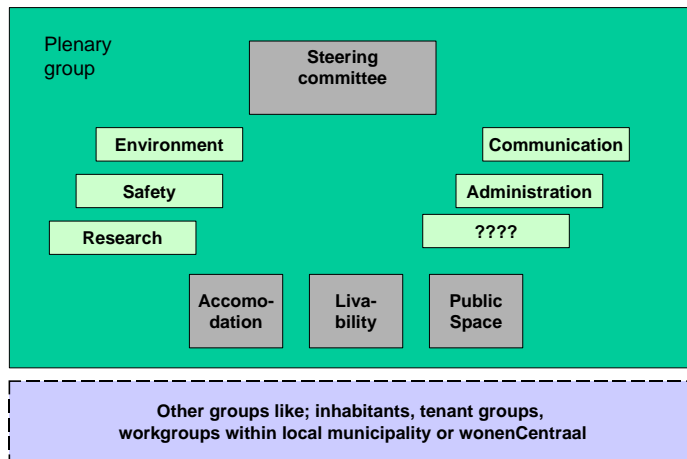 Plenary
group
Steering
committee
Environment
Communication
Safety
Administration
Research
????
Accomo-
dation
Liva-
bility
Public
Space
Other groups like; inhabitants, tenant groups,
workgroups within local municipality or wonenCentraal